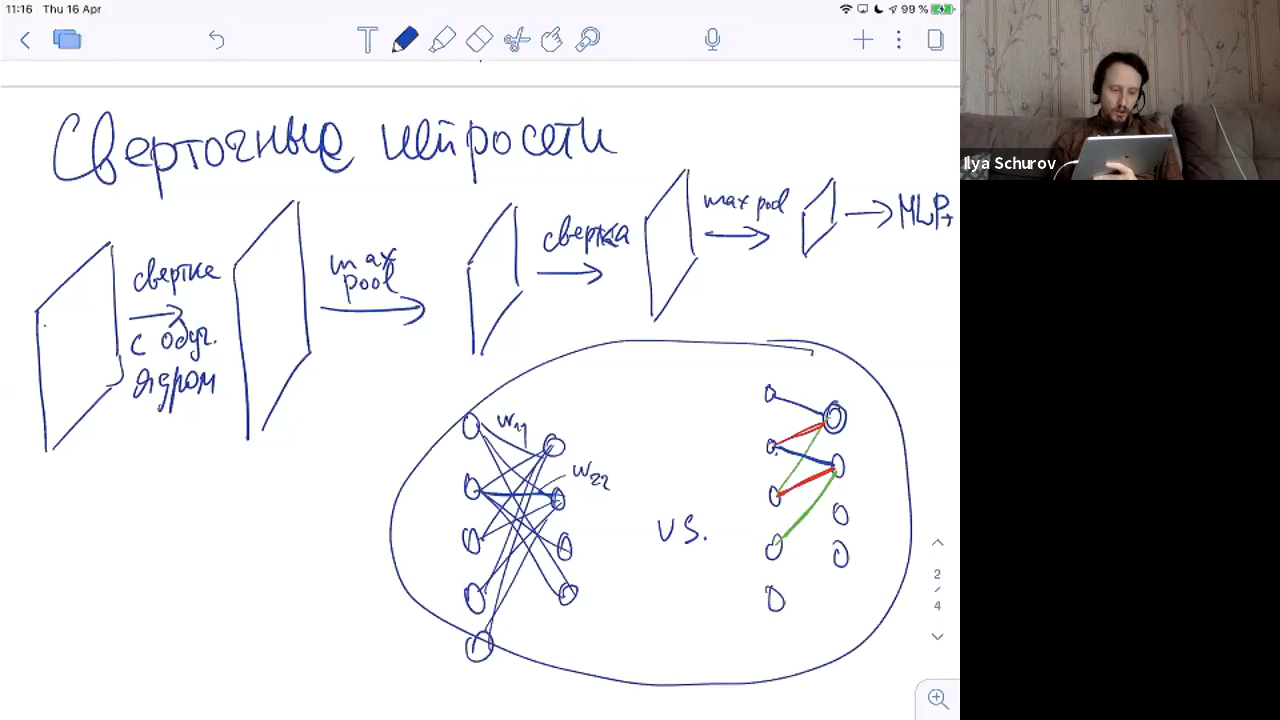 11:16 Thu 16 Apr
99 %
T
Ilya Schurov
Сверточные нейросети
свертка
с обуч.
ядром
max
pool
свертка
max pool
MLP
w11
w22
vs.
2
/
4